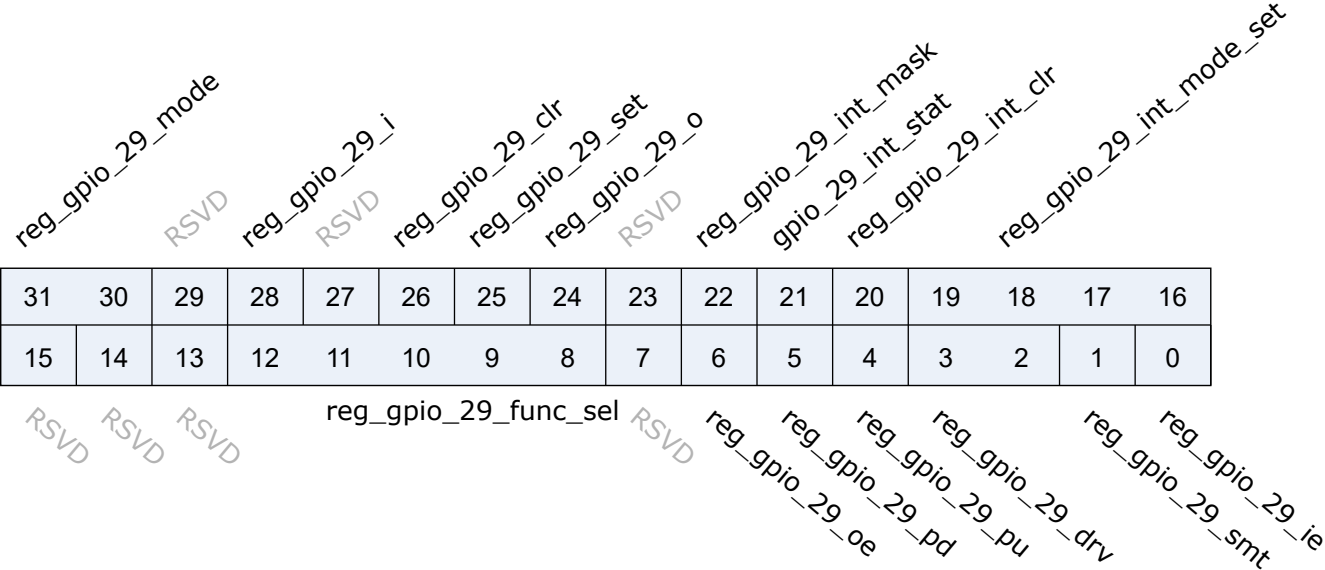 reg_gpio_29_mode
RSVD
reg_gpio_29_i
RSVD
reg_gpio_29_clr
reg_gpio_29_set
reg_gpio_29_o
RSVD
reg_gpio_29_int_mask
gpio_29_int_stat
reg_gpio_29_int_clr
reg_gpio_29_int_mode_set
31 30 29 28 27 26 25 24 23 22 21 20 19 18 17 16
15 14 13 12 11 10 9 8 7 6 5 4 3 2 1 0
RSVD
RSVD
RSVD
reg_gpio_29_func_sel
RSVD
reg_gpio_29_oe
reg_gpio_29_pd
reg_gpio_29_pu
reg_gpio_29_drv
reg_gpio_29_smt
reg_gpio_29_ie